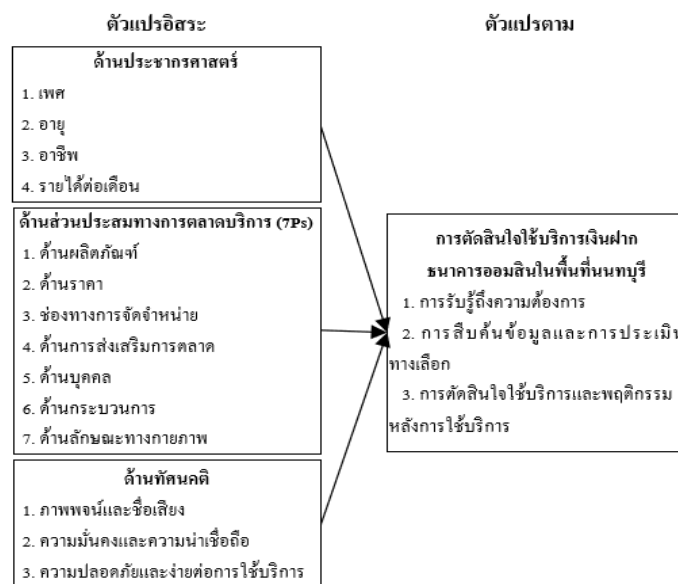 ตัวแปรอิสระ
ตัวแปรตาม
ด้านประชากรศาสตร์
1. เพศ
2. อายุ
3. อาชีพ
4. รายได้ต่อเดือน
ด้านส่วนประสมทางการตลาดบริการ (7Ps)
1. ด้านผลิตภัณฑ์
2. ด้านราคา
3. ช่องทางการจัดจำหน่าย
4. ด้านการส่งเสริมการตลาด
5. ด้านบุคคล
6. ด้านกระบวนการ
7. ด้านลักษณะทางกายภาพ
ด้านทัศนคติ
1. ภาพพจน์และชื่อเสียง
2. ความมั่นคงและความน่าเชื่อถือ
3. ความปลอดภัยและง่ายต่อการใช้บริการ
การตัดสินใจใช้บริการเงินฝาก
ธนาคารออมสินในพื้นที่นนทบุรี
1. การรับรู้ถึงความต้องการ
2. การสืบค้นข้อมูลและการประเมิน
ทางเลือก
3. การตัดสินใจใช้บริการและพฤติกรรม
หลังการใช้บริการ